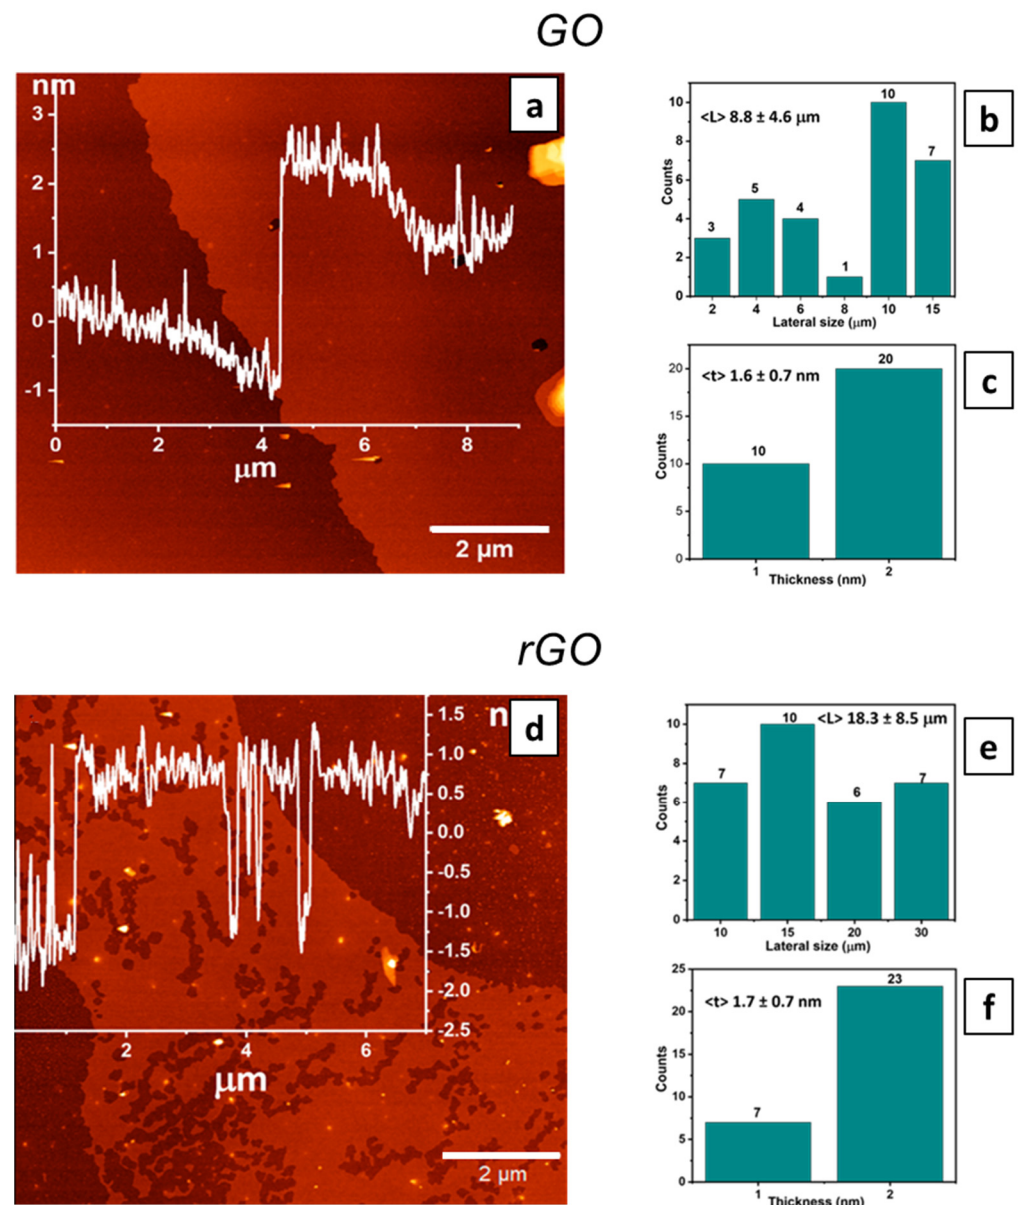 GO
nm
a
3
2
1
0
-1
0 2 4 6 8
μm
2 μm
b
<L> 8.8 ± 4.6 μm
Counts
10
8
6
4
2
0
3 5 4 1 10 7
2 4 6 8 10 15
Lateral size (μm)
c
<t> 1.6 ± 0.7 nm
Counts
20
15
10
5
0
10 20
1 2
Thickness (nm)
rGO
d
n
1.5
1.0
0.5
0.0
-0.5
-1.0
-1.5
-2.0
-2.5
2 4 6
μm
2 μm
e
<L> 18.3 ± 8.5 μm
Counts
10
8
6
4
2
0
7 10 6 7
10 15 20 30
Lateral size (μm)
f
<t> 1.7 ± 0.7 nm
Counts
25
20
15
10
5
0
7 23
1 2
Thickness (nm)